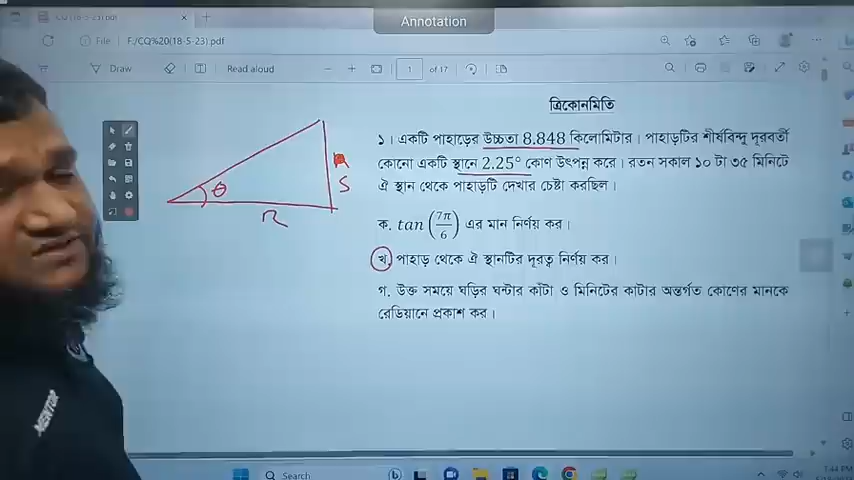 Annotation
File F:/CQ%20(18-5-23).pdf
Draw Read aloud 1 of 17
ত্রিকোনমিতি
১। একটি পাহাড়ের উচ্চতা 8.848 কিলোমিটার। পাহাড়টির শীর্ষবিন্দু দূরবর্তী
কোনো একটি স্থানে 2.25° কোণ উৎপন্ন করে। রতন সকাল ১০ টা ৩৫ মিনিটে
ঐ স্থান থেকে পাহাড়টি দেখার চেষ্টা করছিল।
ক. tan (7π/6) এর মান নির্ণয় কর।
খ. পাহাড় থেকে ঐ স্থানটির দূরত্ব নির্ণয় কর।
গ. উক্ত সময়ে ঘড়ির ঘন্টার কাঁটা ও মিনিটের কাটার অন্তর্গত কোণের মানকে
রেডিয়ানে প্রকাশ কর।
θ
S
r
MENTOR
Search